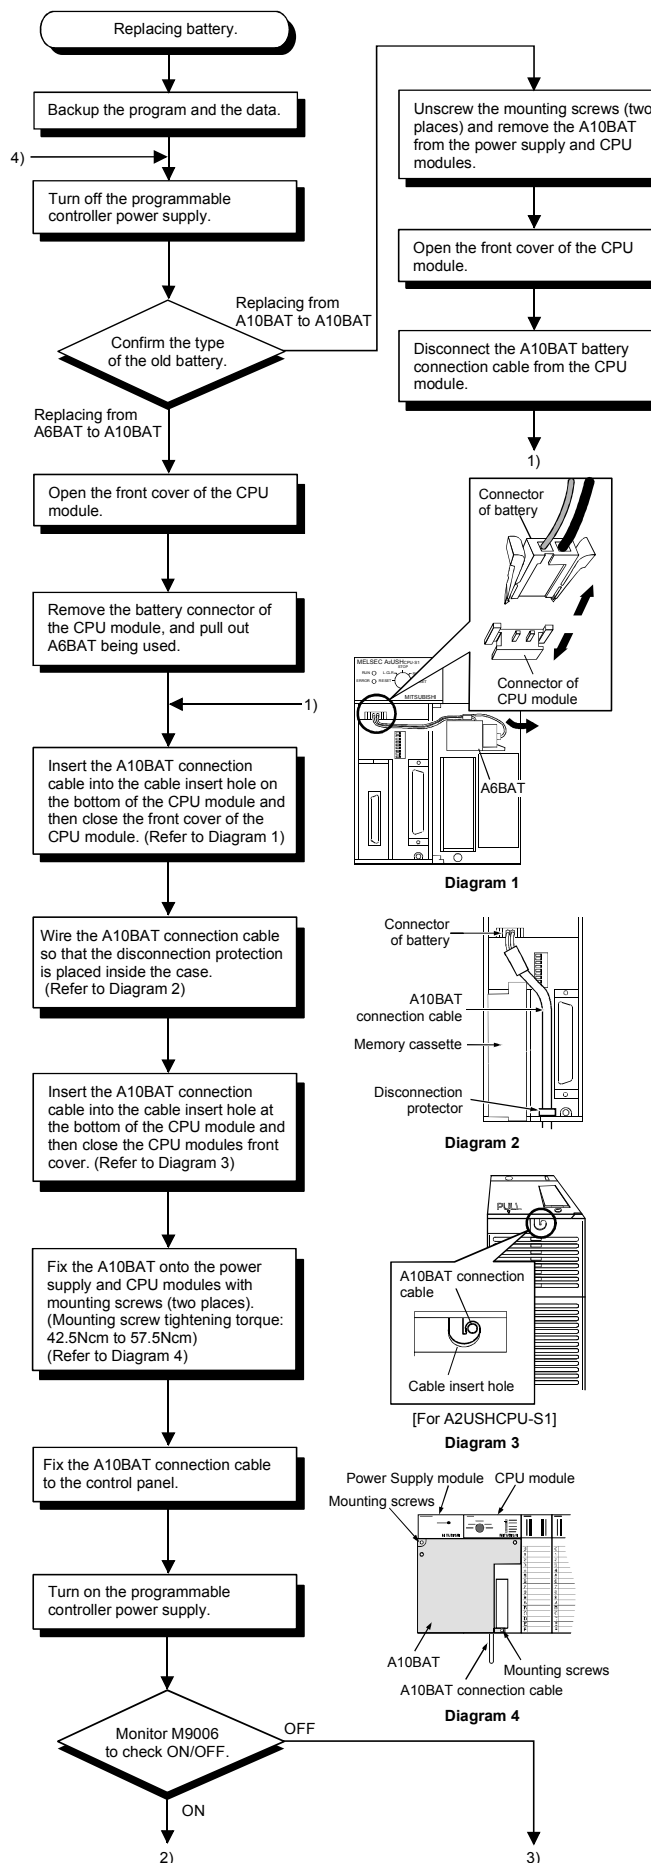 Replacing battery.
Backup the program and the data.
4)
Turn off the programmable
controller power supply.
Confirm the type
of the old battery.
Replacing from
A10BAT to A10BAT
Unscrew the mounting screws (two
places) and remove the A10BAT
from the power supply and CPU
modules.
Open the front cover of the CPU
module.
Disconnect the A10BAT battery
connection cable from the CPU
module.
1)
Replacing from
A6BAT to A10BAT
Open the front cover of the CPU
module.
Remove the battery connector of
the CPU module, and pull out
A6BAT being used.
1)
Insert the A10BAT connection
cable into the cable insert hole on
the bottom of the CPU module and
then close the front cover of the
CPU module. (Refer to Diagram 1)
Wire the A10BAT connection cable
so that the disconnection protection
is placed inside the case.
(Refer to Diagram 2)
Insert the A10BAT connection
cable into the cable insert hole at
the bottom of the CPU module and
then close the CPU modules front
cover. (Refer to Diagram 3)
Fix the A10BAT onto the power
supply and CPU modules with
mounting screws (two places).
(Mounting screw tightening torque:
42.5Ncm to 57.5Ncm)
(Refer to Diagram 4)
Fix the A10BAT connection cable
to the control panel.
Turn on the programmable
controller power supply.
Monitor M9006
to check ON/OFF.
OFF
ON
2)
3)
Connector
of battery
Connector of
CPU module
MELSEC A2USHCPU-S1
STOP
RUN
L.CLR
ERROR
RESET
MITSUBISHI
A6BAT
Diagram 1
Connector
of battery
A10BAT
connection cable
Memory cassette
Disconnection
protector
Diagram 2
PULL
A10BAT connection
cable
Cable insert hole
[For A2USHCPU-S1]
Diagram 3
Power Supply module
CPU module
Mounting screws
A10BAT
Mounting screws
A10BAT connection cable
Diagram 4